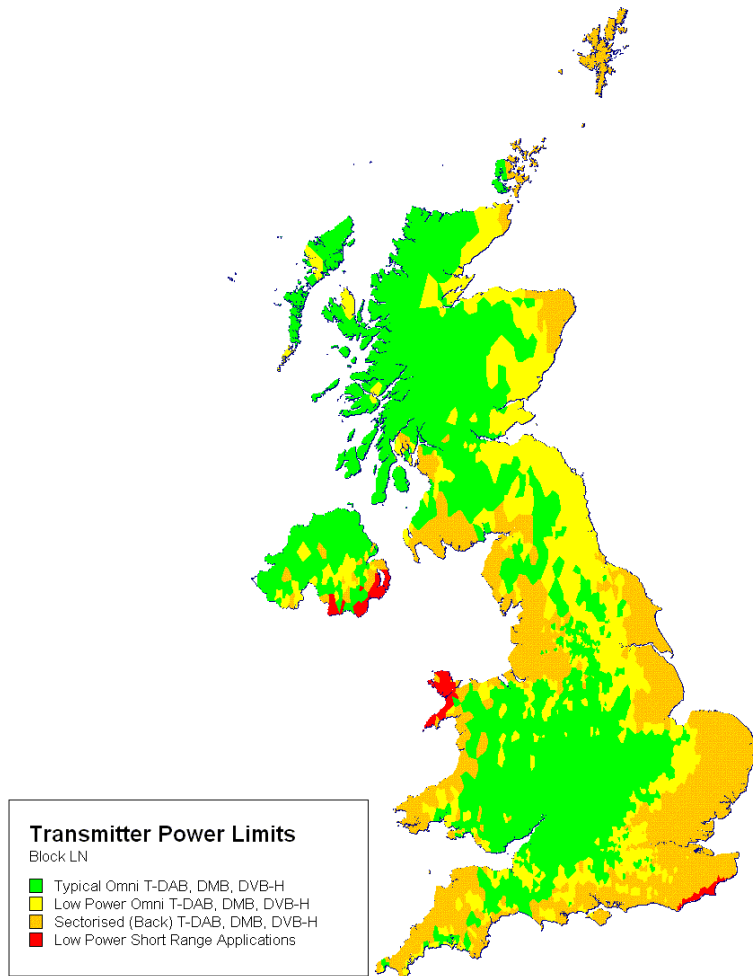 Transmitter Power Limits
Block LN
Typical Omni T-DAB, DMB, DVB-H
Low Power Omni T-DAB, DMB, DVB-H
Sectorised (Back) T-DAB, DMB, DVB-H
Low Power Short Range Applications